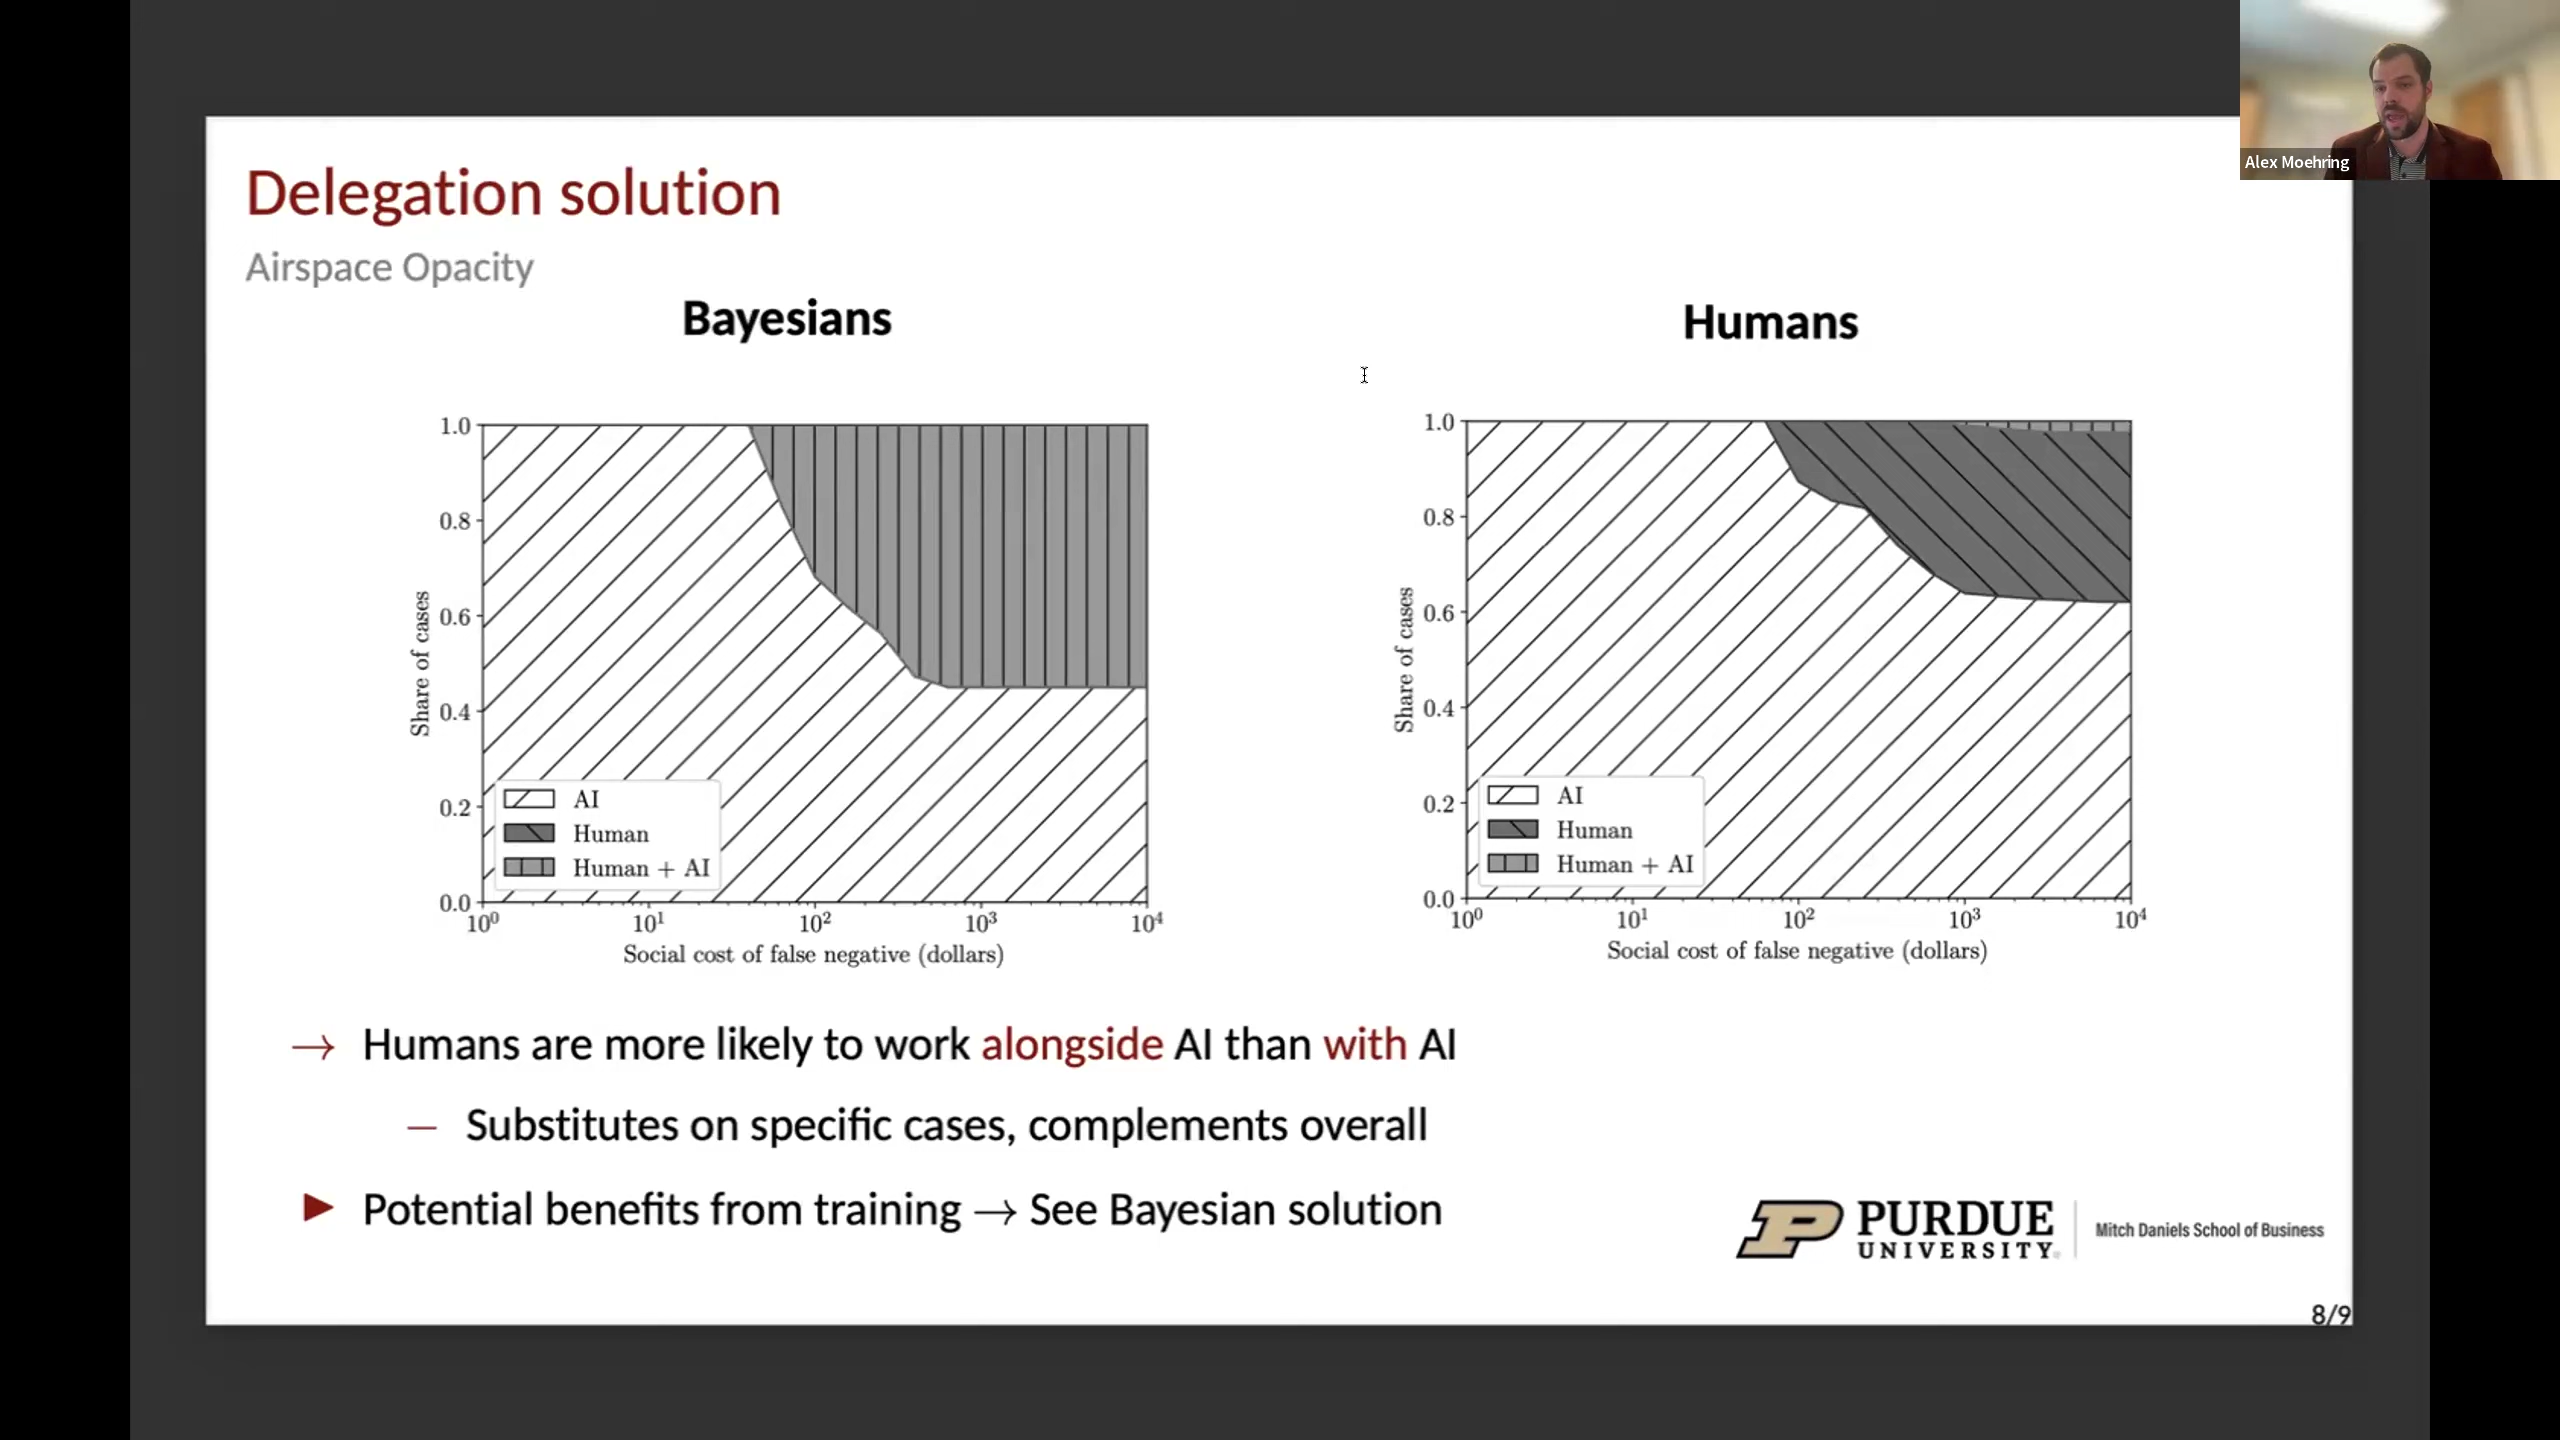 Alex Moehring
Delegation solution
Airspace Opacity
Bayesians
1.0
0.8
0.6
0.4
0.2
0.0
Share of cases
AI
Human
Human + AI
10⁰ 10¹ 10² 10³ 10⁴
Social cost of false negative (dollars)
Humans
1.0
0.8
0.6
0.4
0.2
0.0
Share of cases
AI
Human
Human + AI
10⁰ 10¹ 10² 10³ 10⁴
Social cost of false negative (dollars)
→ Humans are more likely to work alongside AI than with AI
– Substitutes on specific cases, complements overall
▶ Potential benefits from training → See Bayesian solution
P PURDUE
UNIVERSITY®
Mitch Daniels School of Business
8/9